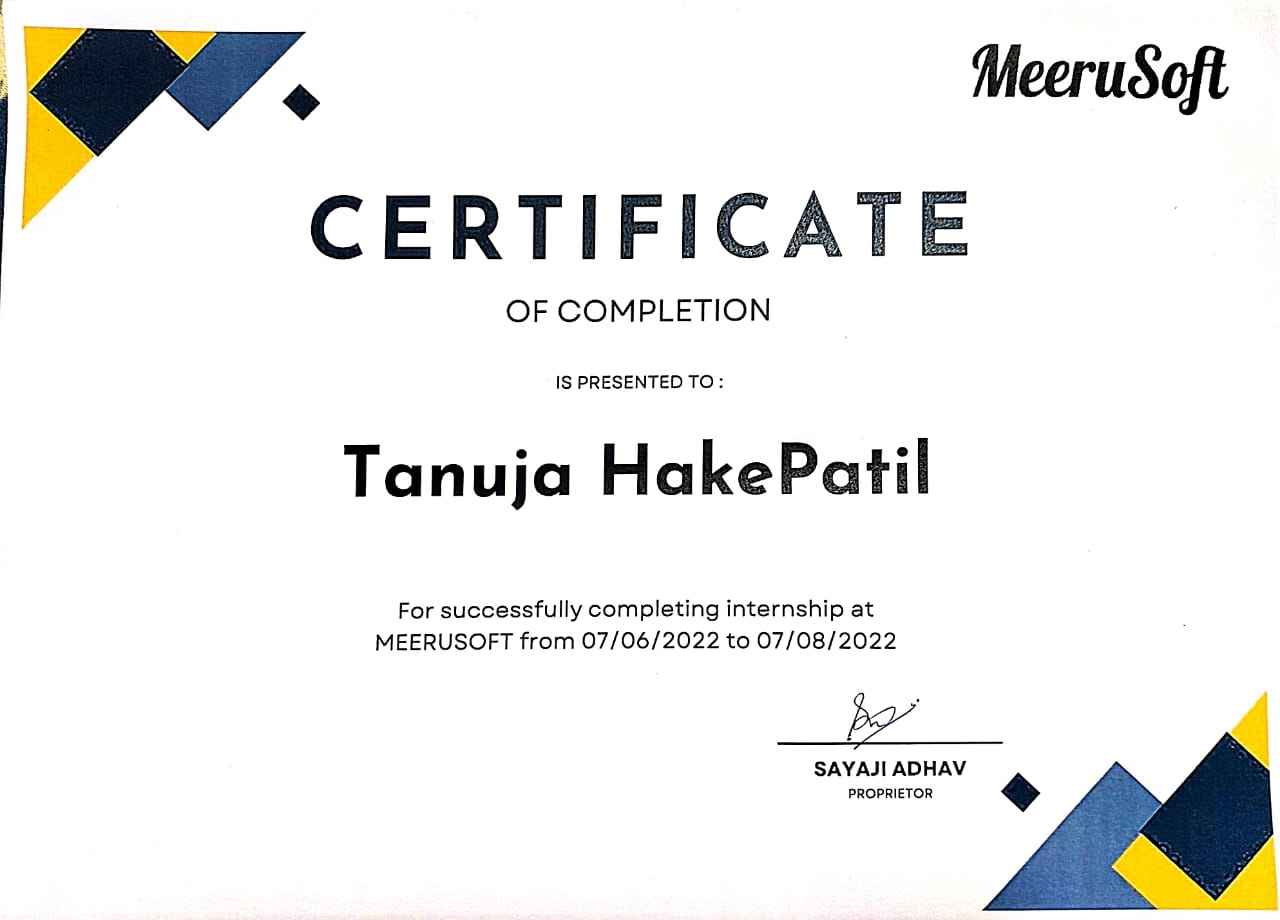 MeeruSoft
CERTIFICATE
OF COMPLETION
IS PRESENTED TO :
Tanuja HakePatil
For successfully completing internship at
MEERUSOFT from 07/06/2022 to 07/08/2022
SAYAJI ADHAV
PROPRIETOR